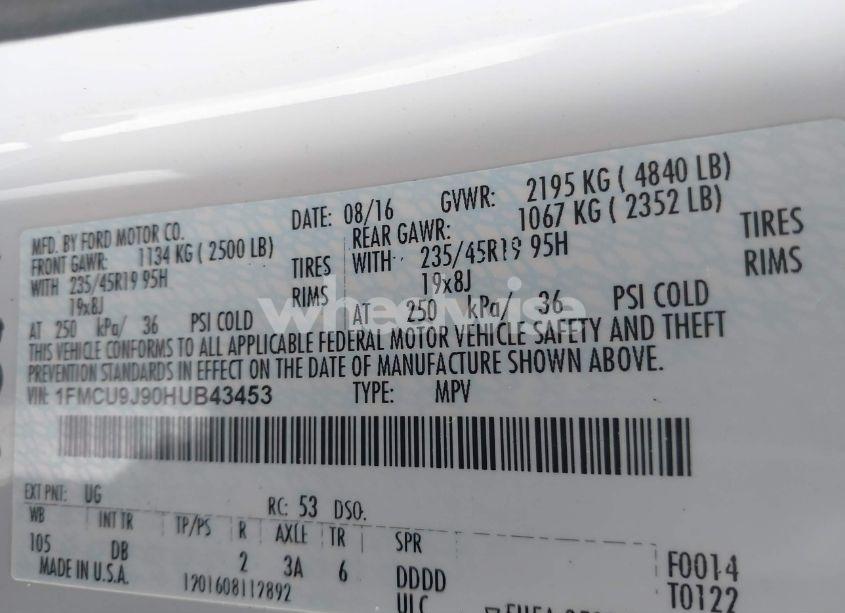 MFD. BY FORD MOTOR CO. DATE: 08/16 GVWR: 2195 KG ( 4840 LB)
FRONT GAWR: 1134 KG ( 2500 LB) REAR GAWR: 1067 KG ( 2352 LB)
WITH 235/45R19 95H TIRES WITH 235/45R19 95H TIRES
19x8J RIMS 19x8J RIMS
AT 250 kPa/ 36 PSI COLD AT 250 kPa/ 36 PSI COLD
THIS VEHICLE CONFORMS TO ALL APPLICABLE FEDERAL MOTOR VEHICLE SAFETY AND THEFT
PREVENTION STANDARDS IN EFFECT ON THE DATE OF MANUFACTURE SHOWN ABOVE.
VIN: 1FMCU9J90HUB43453 TYPE: MPV
EXT PNT: UG RC: 53 DSO:
WB INT TR TP/PS R AXLE TR SPR
105 DB 2 3A 6 DDDD F0014
MADE IN U.S.A. 1201608112892 ULC T0122
wheelwise